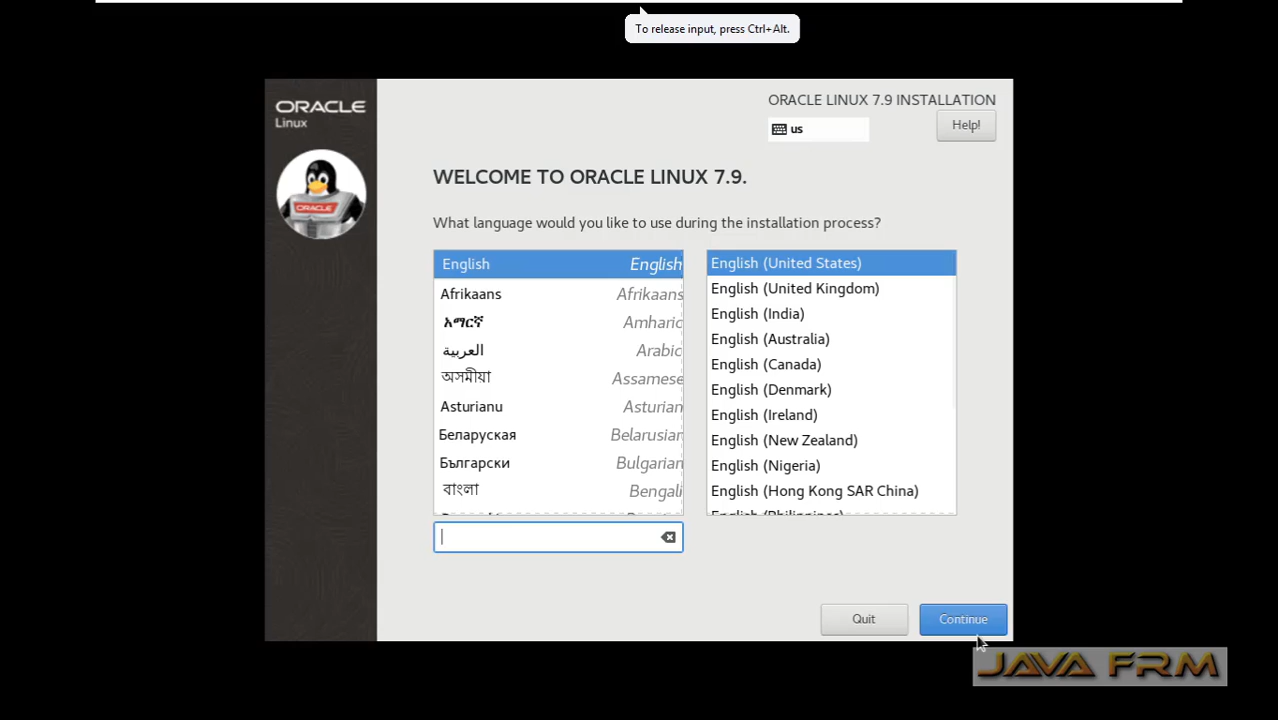 To release input, press Ctrl+Alt.
ORACLE
Linux
ORACLE
ORACLE LINUX 7.9 INSTALLATION
us
Help!
WELCOME TO ORACLE LINUX 7.9.
What language would you like to use during the installation process?
English English
Afrikaans Afrikaans
አማርኛ Amharic
العربية Arabic
অসমীয়া Assamese
Asturianu Asturian
Беларуская Belarusian
Български Bulgarian
বাংলা Bengali
English (United States)
English (United Kingdom)
English (India)
English (Australia)
English (Canada)
English (Denmark)
English (Ireland)
English (New Zealand)
English (Nigeria)
English (Hong Kong SAR China)
English (Philippines)
Quit
Continue
JAVA FRM